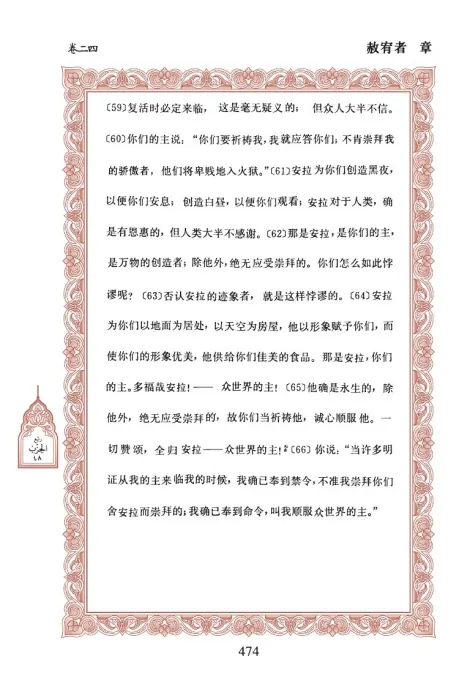 卷二四
赦宥者 章
(59)复活时必定来临, 这是毫无疑义的; 但众人大半不信。
(60)你们的主说:“你们要祈祷我,我就应答你们;不肯崇拜我
的骄傲者, 他们将卑贱地入火狱。”(61)安拉为你们创造黑夜,
以便你们安息; 创造白昼, 以便你们观看; 安拉对于人类, 确
是有恩惠的, 但人类大半不感谢。(62)那是安拉, 是你们的主,
是万物的创造者; 除他外, 绝无应受崇拜的。你们怎么如此悖
谬呢? (63)否认安拉的迹象者, 就是这样悖谬的。(64)安拉
为你们以地面为居处, 以天空为房屋, 他以形象赋予你们, 而
使你们的形象优美, 他供给你们佳美的食品。那是安拉, 你们
的主。多福哉安拉!——众世界的主! (65)他确是永生的, 除
他外, 绝无应受崇拜的, 故你们当祈祷他, 诚心顺服他。一
切赞颂, 全归安拉——众世界的主! (66)你说:“当许多明
证从我的主来临我的时候, 我确已奉到禁令, 不准我崇拜你们
舍安拉而崇拜的; 我确已奉到命令, 叫我顺服众世界的主。”
ربع
الحزب
٤٨
474